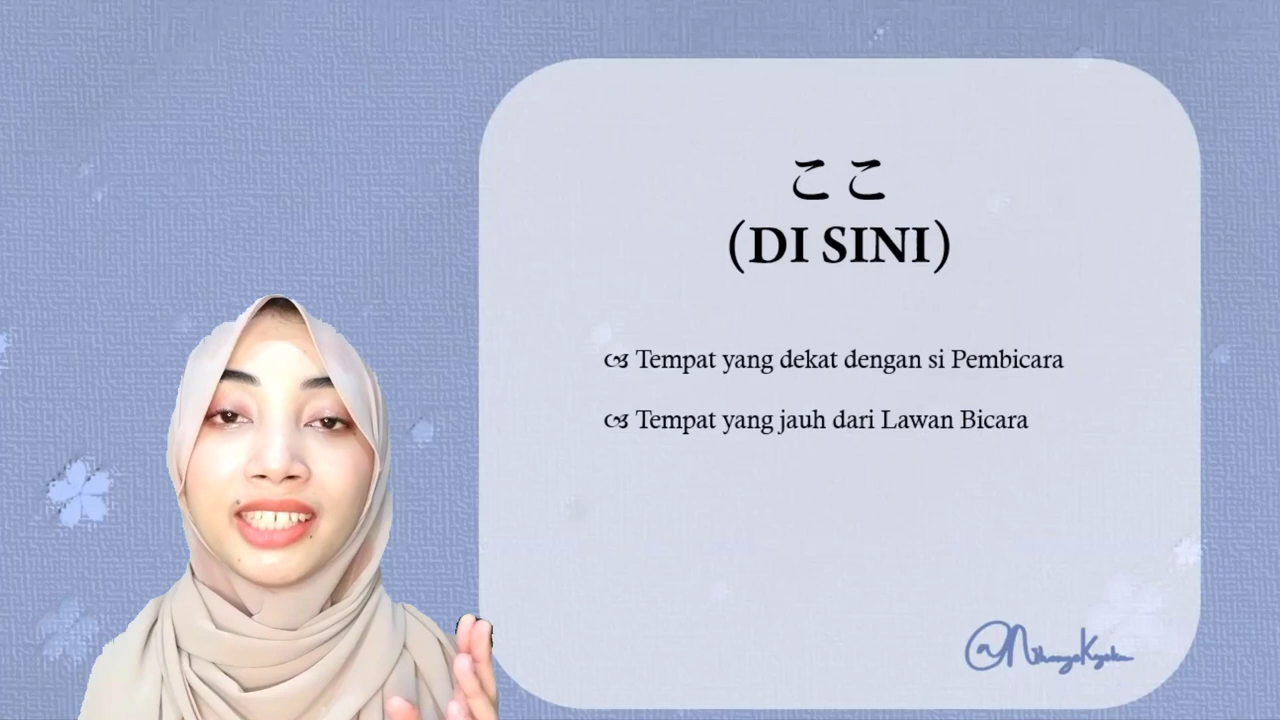 ここ
(DI SINI)
Tempat yang dekat dengan si Pembicara
Tempat yang jauh dari Lawan Bicara